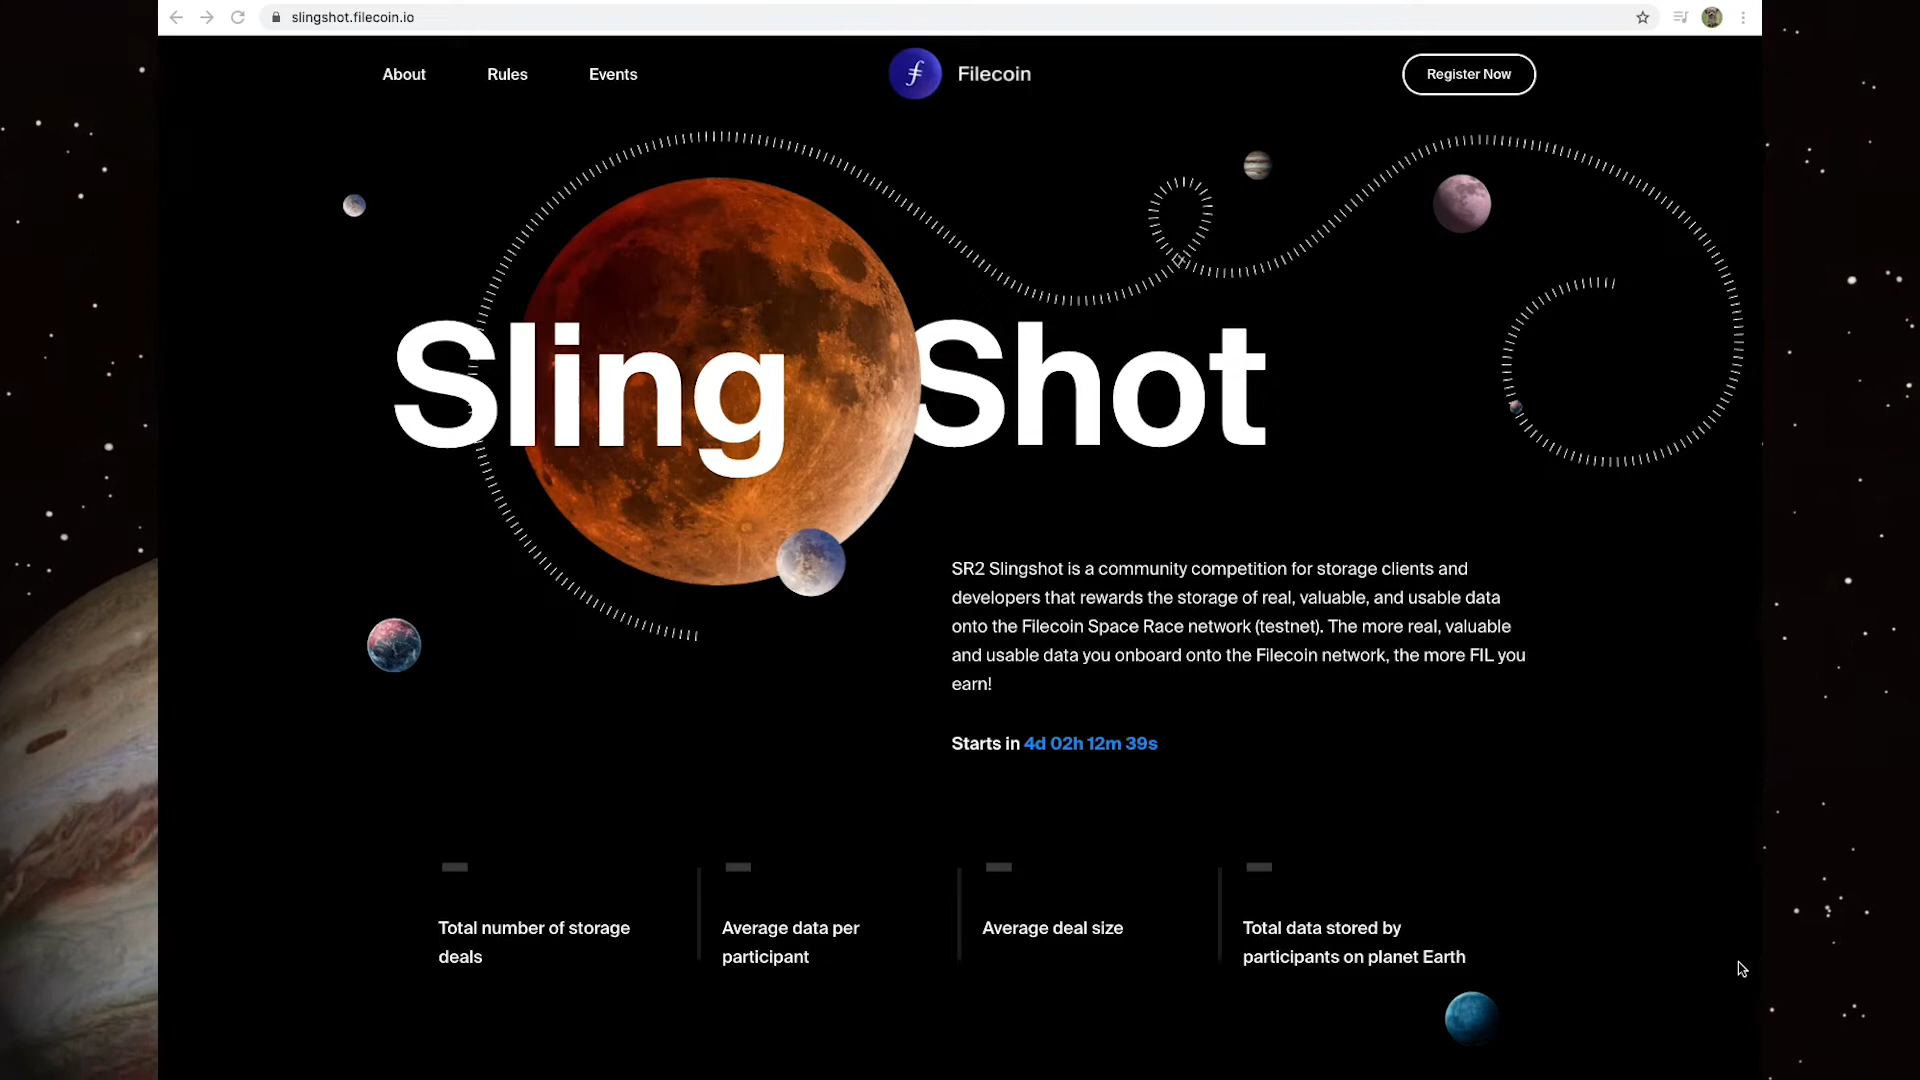 slingshot.filecoin.io
About
Rules
Events
Filecoin
Register Now
Sling Shot
SR2 Slingshot is a community competition for storage clients and
developers that rewards the storage of real, valuable, and usable data
onto the Filecoin Space Race network (testnet). The more real, valuable
and usable data you onboard onto the Filecoin network, the more FIL you
earn!
Starts in 4d 02h 12m 39s
Total number of storage
deals
Average data per
participant
Average deal size
Total data stored by
participants on planet Earth